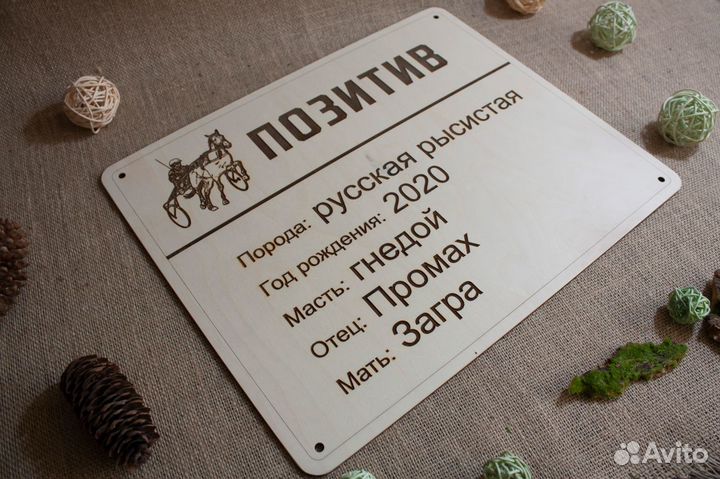 ПОЗИТИВ
Порода: русская рысистая
Год рождения: 2020
Масть: гнедой
Отец: Промах
Мать: Загра
Avito